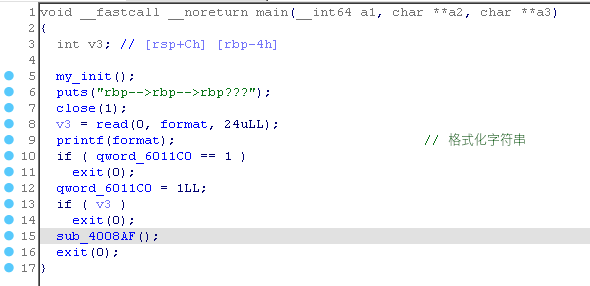 1 void __fastcall __noreturn main(__int64 a1, char **a2, char **a3)
2 {
3 int v3; // [rsp+Ch] [rbp-4h]
4
5 my_init();
6 puts("rbp-->rbp-->rbp???");
7 close(1);
8 v3 = read(0, format, 24uLL);
9 printf(format); // 格式化字符串
10 if ( qword_6011C0 == 1 )
11 exit(0);
12 qword_6011C0 = 1LL;
13 if ( v3 )
14 exit(0);
15 sub_4008AF();
16 exit(0);
17 }